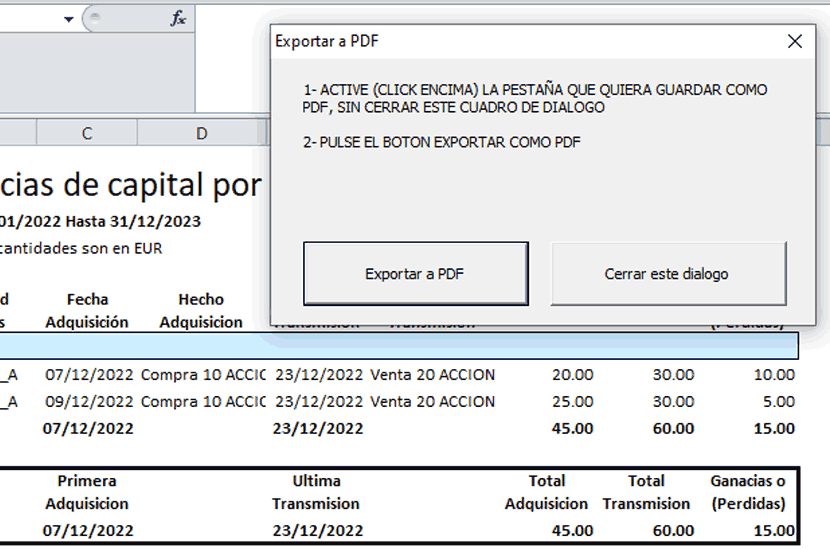 fx
Exportar a PDF
1- ACTIVE (CLICK ENCIMA) LA PESTAÑA QUE QUIERA GUARDAR COMO
PDF, SIN CERRAR ESTE CUADRO DE DIALOGO
2- PULSE EL BOTON EXPORTAR COMO PDF
Exportar a PDF Cerrar este dialogo
C D
cias de capital por
01/2022 Hasta 31/12/2023
cantidades son en EUR
d Fecha Hecho
s Adquisición Adquisicion Transmision Transmision (Perdidas)
_A 07/12/2022 Compra 10 ACCIC 23/12/2022 Venta 20 ACCION 20.00 30.00 10.00
_A 09/12/2022 Compra 10 ACCIC 23/12/2022 Venta 20 ACCION 25.00 30.00 5.00
07/12/2022 23/12/2022 45.00 60.00 15.00
Primera Ultima Total Total Ganacias o
Adquisicion Transmision Adquisicion Transmision (Perdidas)
07/12/2022 23/12/2022 45.00 60.00 15.00